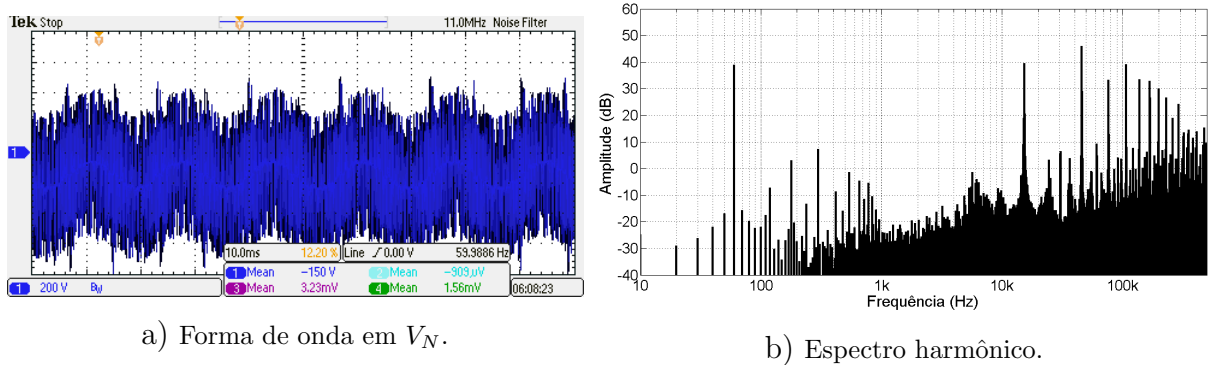 Tek Stop 11.0MHz Noise Filter
1
10.0ms 12.20 % Line ƒ 0.00 V 59.9886 Hz
1 Mean −150 V 2 Mean −909µV
3 Mean 3.23mV 4 Mean 1.56mV
1 200 V BW 06:08:23
a) Forma de onda em V_N.
Amplitude (dB)
60
50
40
30
20
10
0
-10
-20
-30
-40
10 100 1k 10k 100k
Frequência (Hz)
b) Espectro harmônico.